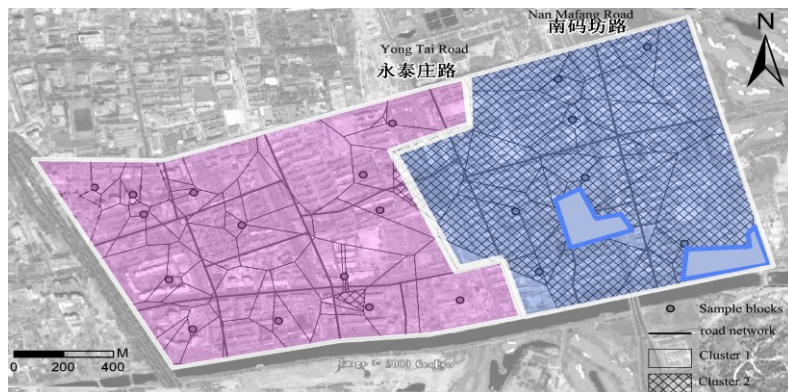 Nan Mafang Road
南码坊路
N
Yong Tai Road
永泰庄路
Sample blocks
road network
Cluster 1
Cluster 2
M
0 200 400